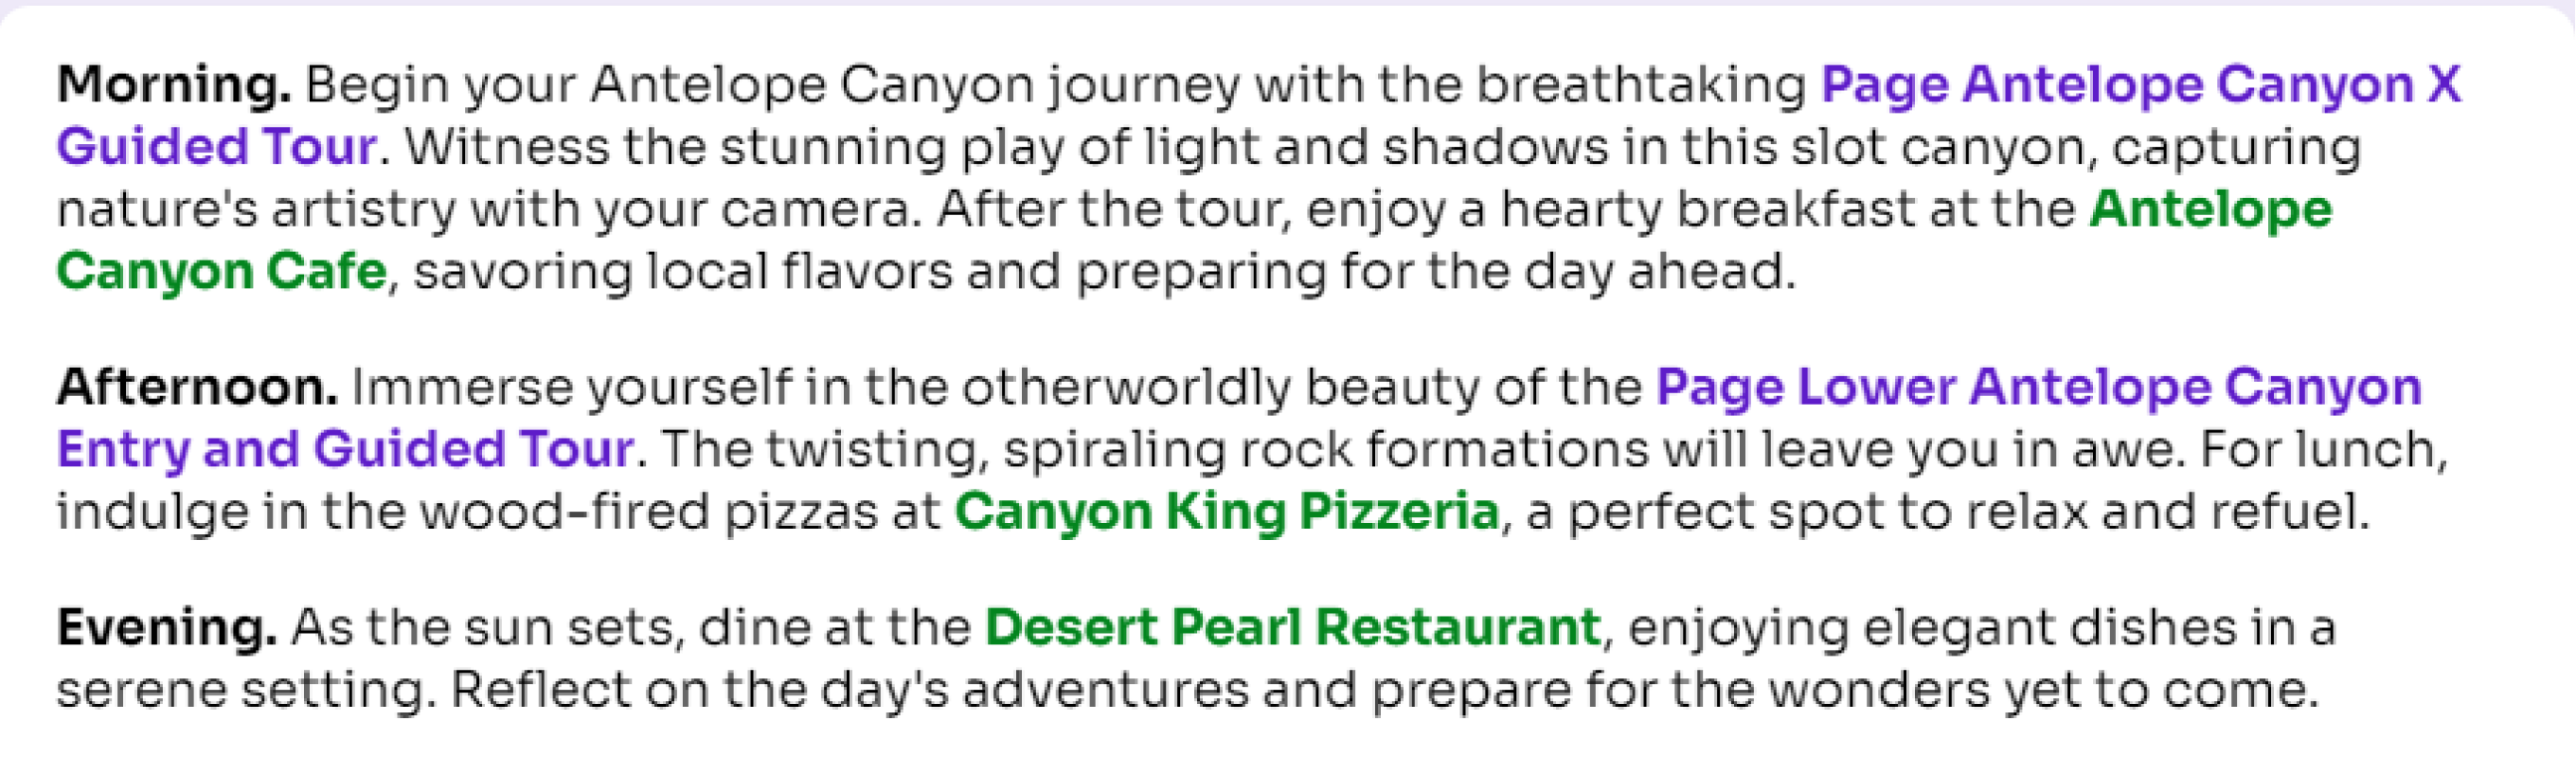 Morning. Begin your Antelope Canyon journey with the breathtaking Page Antelope Canyon X
Guided Tour. Witness the stunning play of light and shadows in this slot canyon, capturing
nature's artistry with your camera. After the tour, enjoy a hearty breakfast at the Antelope
Canyon Cafe, savoring local flavors and preparing for the day ahead.
Afternoon. Immerse yourself in the otherworldly beauty of the Page Lower Antelope Canyon
Entry and Guided Tour. The twisting, spiraling rock formations will leave you in awe. For lunch,
indulge in the wood-fired pizzas at Canyon King Pizzeria, a perfect spot to relax and refuel.
Evening. As the sun sets, dine at the Desert Pearl Restaurant, enjoying elegant dishes in a
serene setting. Reflect on the day's adventures and prepare for the wonders yet to come.